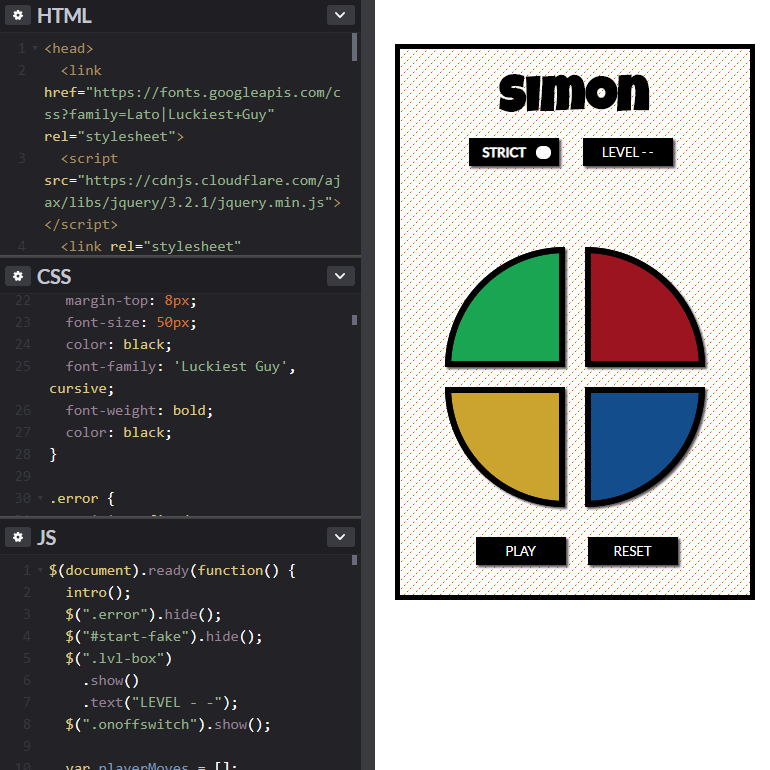 HTML
1 <head>
2 <link
href="https://fonts.googleapis.com/c
ss?family=Lato|Luckiest+Guy"
rel="stylesheet">
3 <script
src="https://cdnjs.cloudflare.com/aj
ax/libs/jquery/3.2.1/jquery.min.js">
</script>
4 <link rel="stylesheet"
CSS
22 margin-top: 8px;
23 font-size: 50px;
24 color: black;
25 font-family: 'Luckiest Guy',
cursive;
26 font-weight: bold;
27 color: black;
28 }
29
30 .error {
JS
1 $(document).ready(function() {
2 intro();
3 $(".error").hide();
4 $("#start-fake").hide();
5 $(".lvl-box")
6 .show()
7 .text("LEVEL - -");
8 $(".onoffswitch").show();
9
10 var playerMoves = [];
simon
STRICT
LEVEL - -
PLAY
RESET